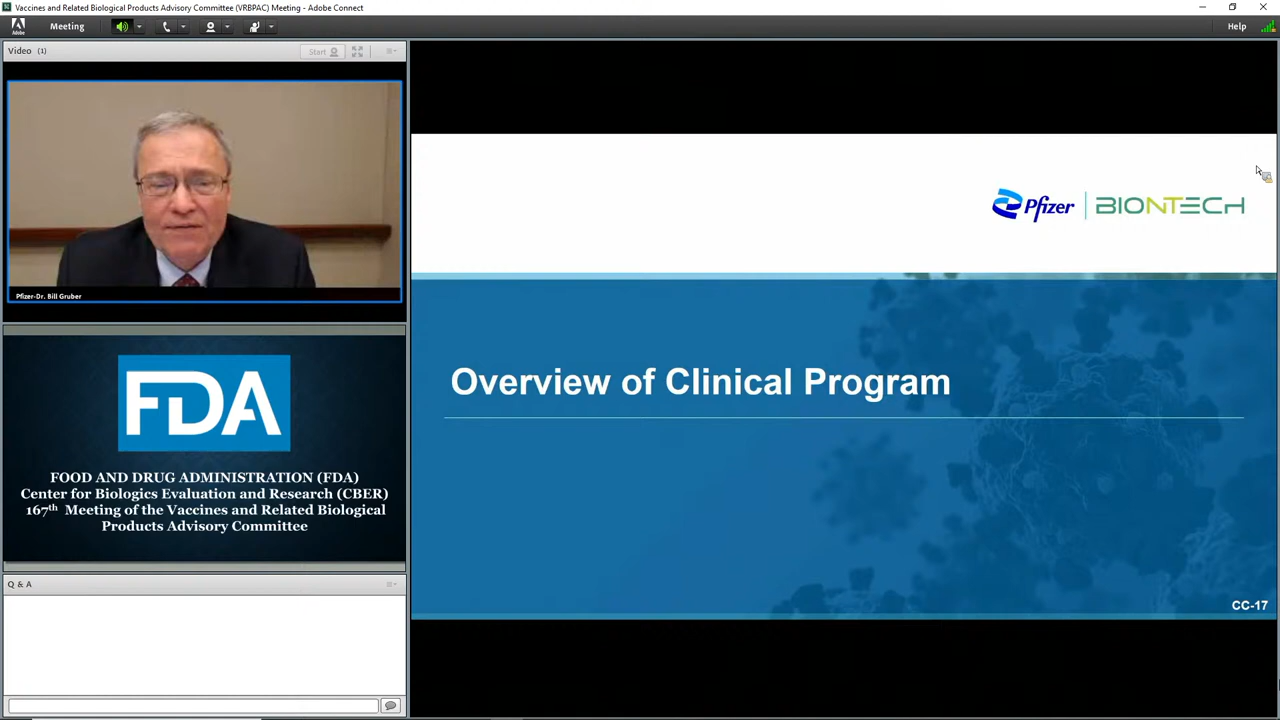 Vaccines and Related Biological Products Advisory Committee (VRBPAC) Meeting - Adobe Connect
Adobe
Meeting
Help
Video (1)
Start
Pfizer-Dr. Bill Gruber
FDA
FOOD AND DRUG ADMINISTRATION (FDA)
Center for Biologics Evaluation and Research (CBER)
167th Meeting of the Vaccines and Related Biological
Products Advisory Committee
Q & A
Pfizer
BIONTECH
Overview of Clinical Program
CC-17